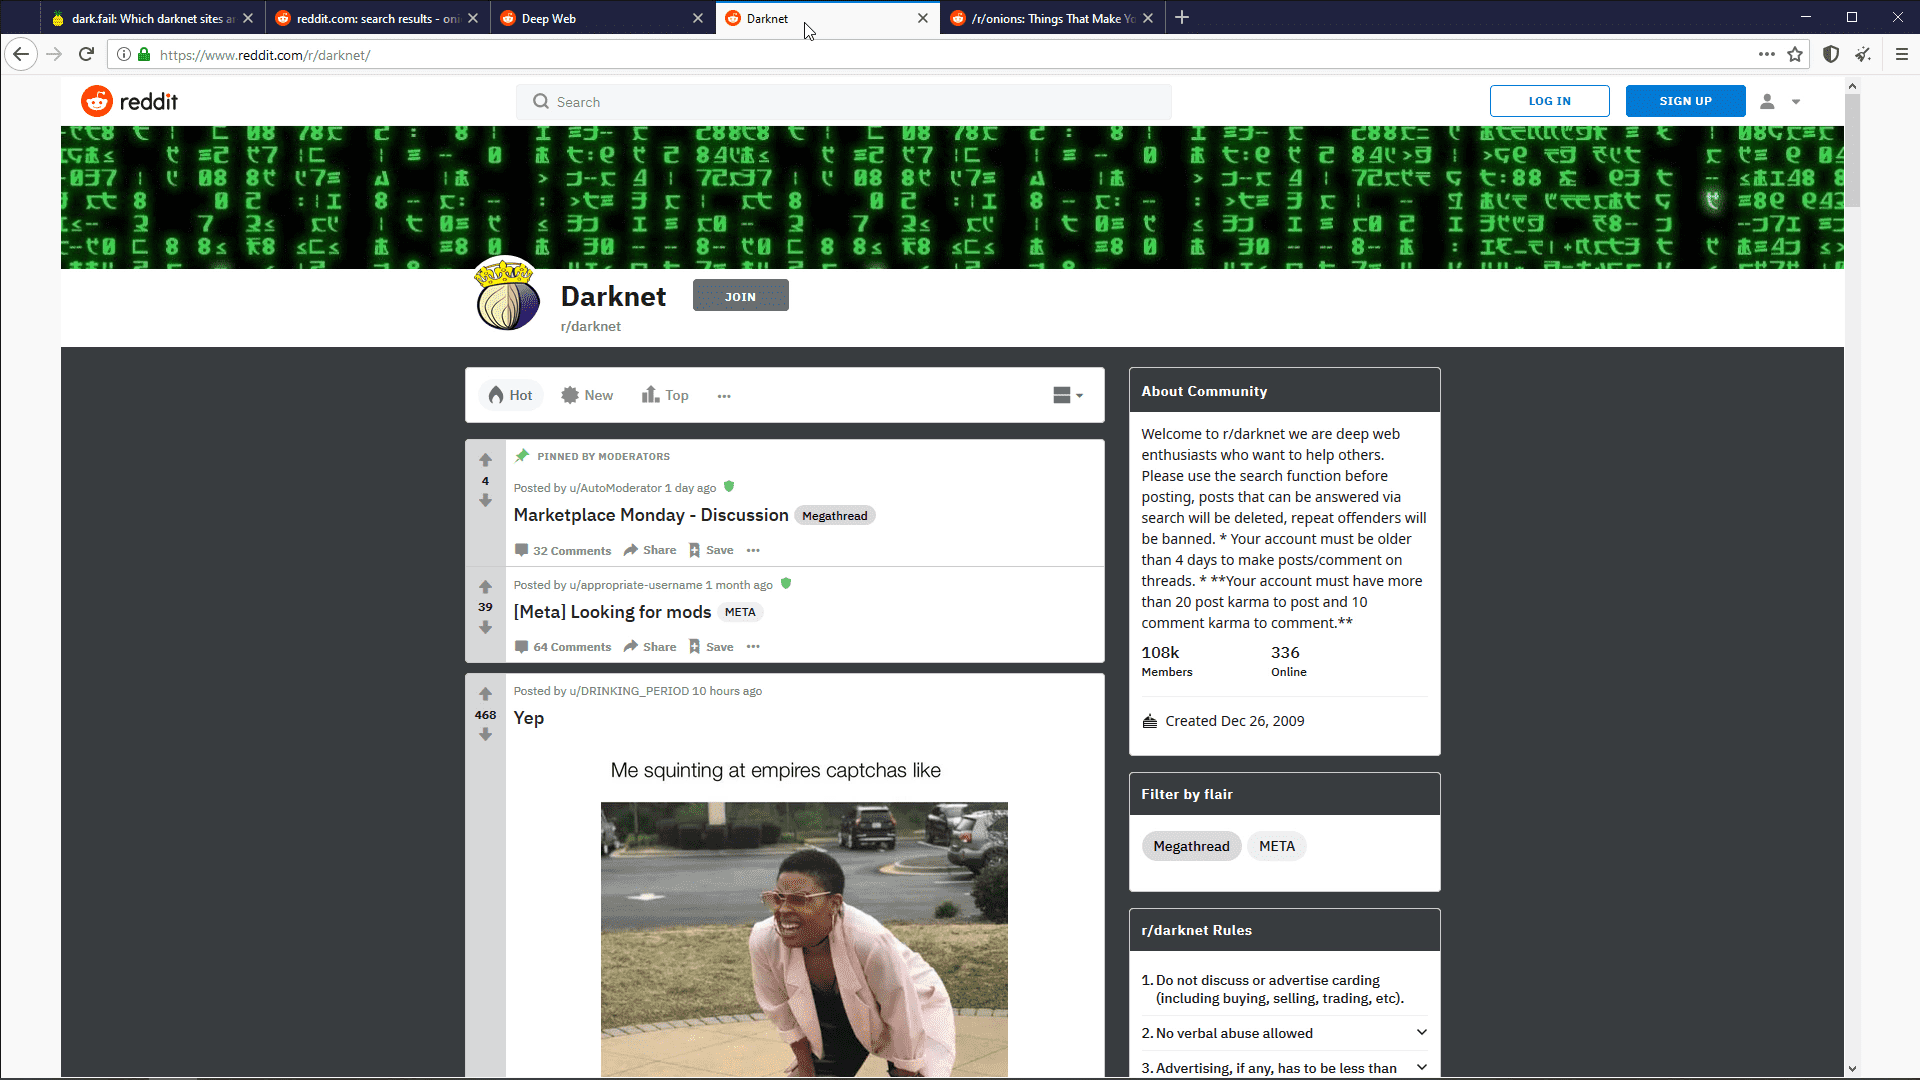 dark.fail: Which darknet sites a
reddit.com: search results - oni
Deep Web
Darknet
/r/onions: Things That Make Yo
https://www.reddit.com/r/darknet/
reddit
Search
LOG IN
SIGN UP
Darknet
JOIN
r/darknet
Hot
New
Top
PINNED BY MODERATORS
4
Posted by u/AutoModerator 1 day ago
Marketplace Monday - Discussion Megathread
32 Comments Share Save
Posted by u/appropriate-username 1 month ago
39
[Meta] Looking for mods META
64 Comments Share Save
Posted by u/DRINKING_PERIOD 10 hours ago
468
Yep
Me squinting at empires captchas like
About Community
Welcome to r/darknet we are deep web
enthusiasts who want to help others.
Please use the search function before
posting, posts that can be answered via
search will be deleted, repeat offenders will
be banned. * Your account must be older
than 4 days to make posts/comment on
threads. * **Your account must have more
than 20 post karma to post and 10
comment karma to comment.**
108k
Members
336
Online
Created Dec 26, 2009
Filter by flair
Megathread
META
r/darknet Rules
1. Do not discuss or advertise carding
(including buying, selling, trading, etc).
2. No verbal abuse allowed
3. Advertising, if any, has to be less than